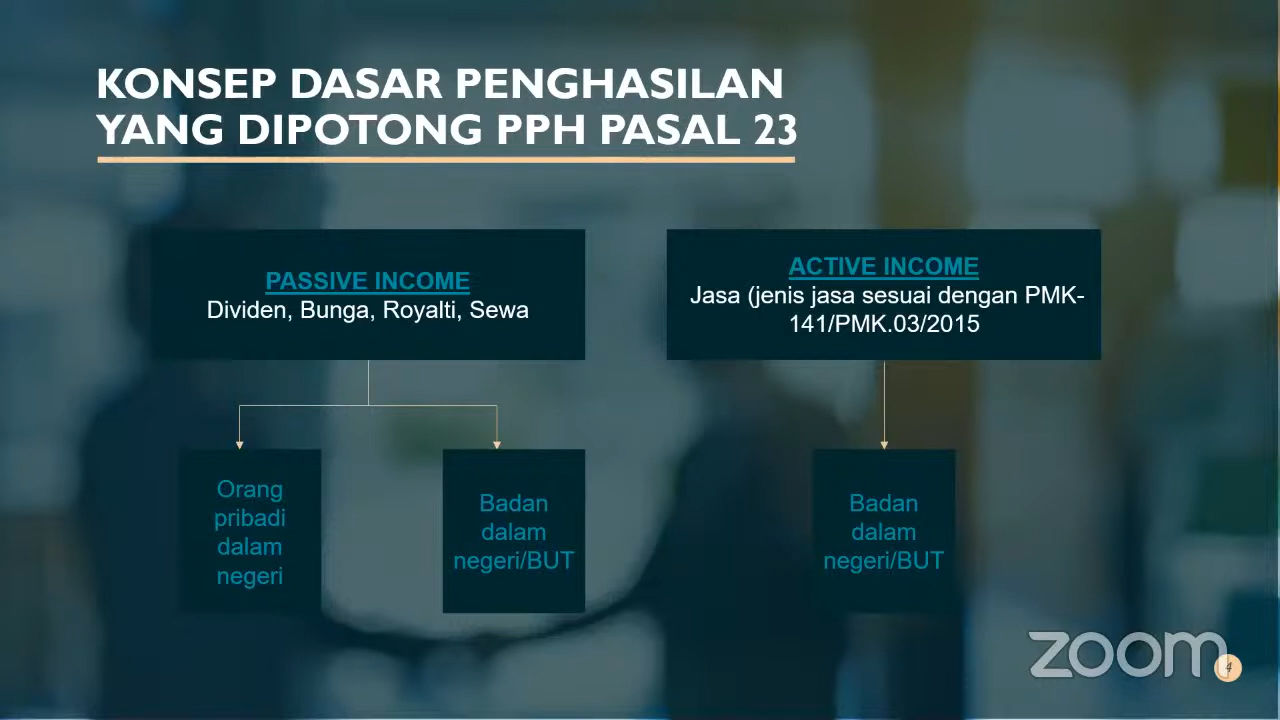 KONSEP DASAR PENGHASILAN
YANG DIPOTONG PPH PASAL 23
PASSIVE INCOME
Dividen, Bunga, Royalti, Sewa
ACTIVE INCOME
Jasa (jenis jasa sesuai dengan PMK-
141/PMK.03/2015
Orang
pribadi
dalam
negeri
Badan
dalam
negeri/BUT
Badan
dalam
negeri/BUT
zoom
4